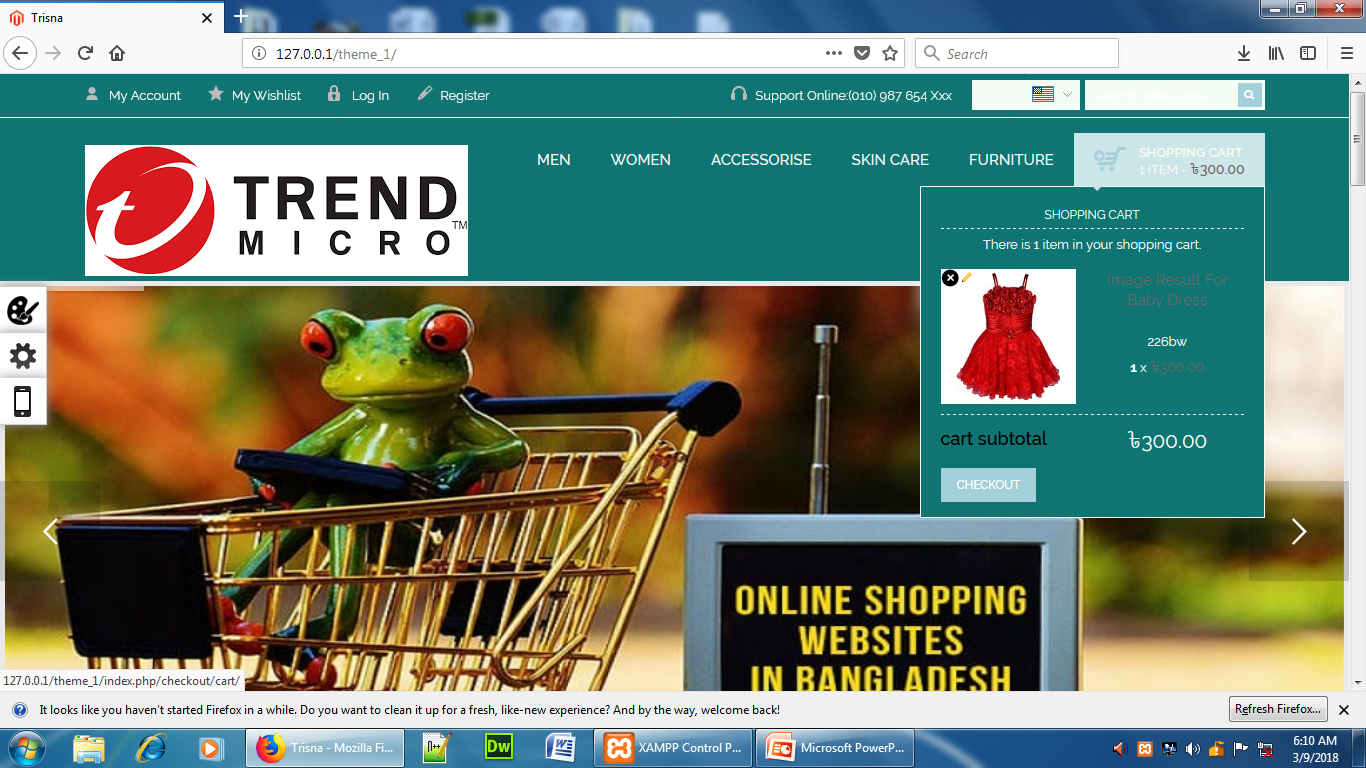 Trisna
127.0.0.1/theme_1/
Search
My Account
My Wishlist
Log In
Register
Support Online:(010) 987 654 Xxx
TREND
MICRO
TM
MEN
WOMEN
ACCESSORISE
SKIN CARE
FURNITURE
SHOPPING CART
1 ITEM - ৳300.00
SHOPPING CART
There is 1 item in your shopping cart.
Image Result For
Baby Dress
226bw
1 x ৳300.00
cart subtotal
৳300.00
CHECKOUT
ONLINE SHOPPING
WEBSITES
IN BANGLADESH
127.0.0.1/theme_1/index.php/checkout/cart/
It looks like you haven't started Firefox in a while. Do you want to clean it up for a fresh, like-new experience? And by the way, welcome back!
Refresh Firefox...
Dw
Trisna - Mozilla Fi...
XAMPP Control P...
Microsoft PowerP...
6:10 AM
3/9/2018